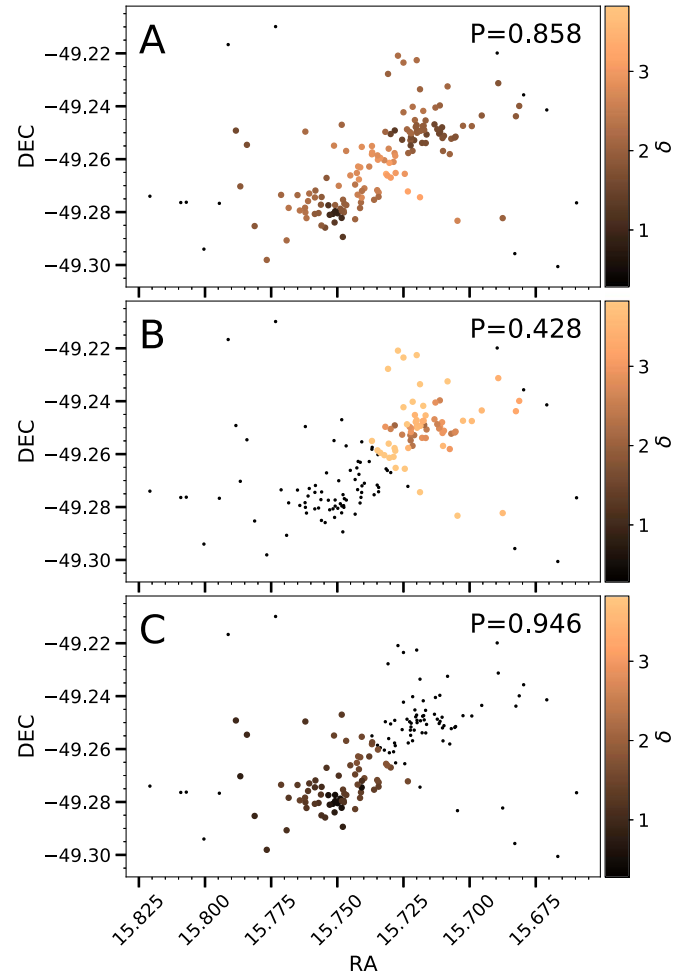 A
P=0.858
−49.22
−49.24
−49.26
−49.28
−49.30
DEC
3
2
1
δ
B
P=0.428
−49.22
−49.24
−49.26
−49.28
−49.30
DEC
3
2
1
δ
C
P=0.946
−49.22
−49.24
−49.26
−49.28
−49.30
DEC
3
2
1
δ
15.825
15.800
15.775
15.750
15.725
15.700
15.675
RA